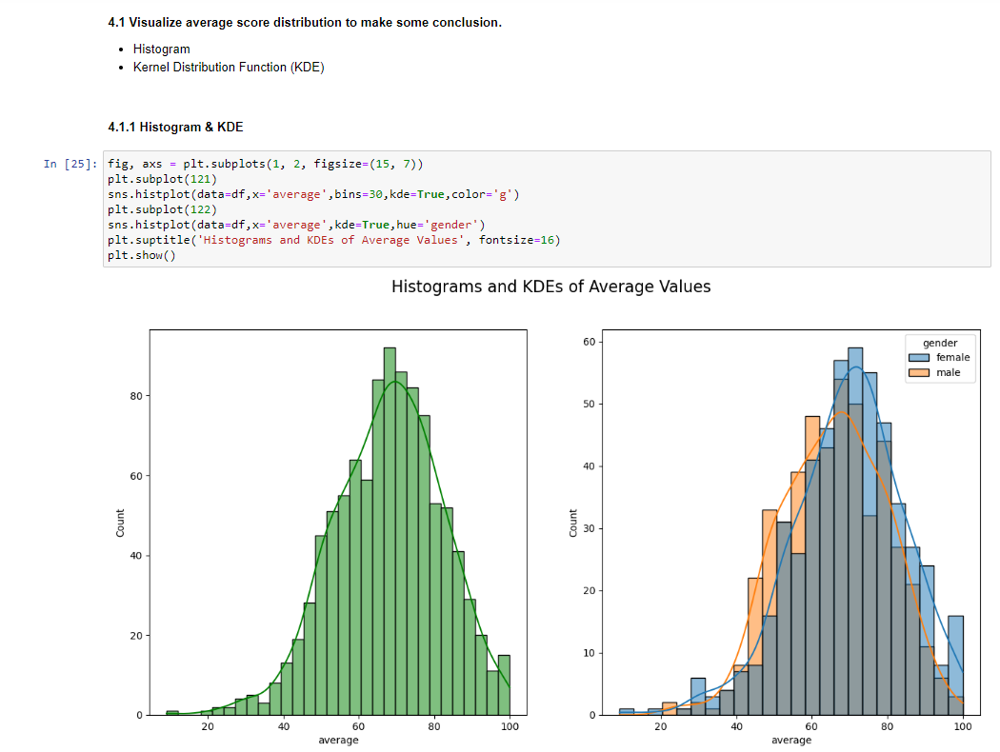 4.1 Visualize average score distribution to make some conclusion.
• Histogram
• Kernel Distribution Function (KDE)
4.1.1 Histogram & KDE
In [25]: fig, axs = plt.subplots(1, 2, figsize=(15, 7))
plt.subplot(121)
sns.histplot(data=df,x='average',bins=30,kde=True,color='g')
plt.subplot(122)
sns.histplot(data=df,x='average',kde=True,hue='gender')
plt.suptitle('Histograms and KDEs of Average Values', fontsize=16)
plt.show()
Histograms and KDEs of Average Values
80
60
40
20
0
Count
20 40 60 80 100
average
60
50
40
30
20
10
0
Count
gender
female
male
20 40 60 80 100
average